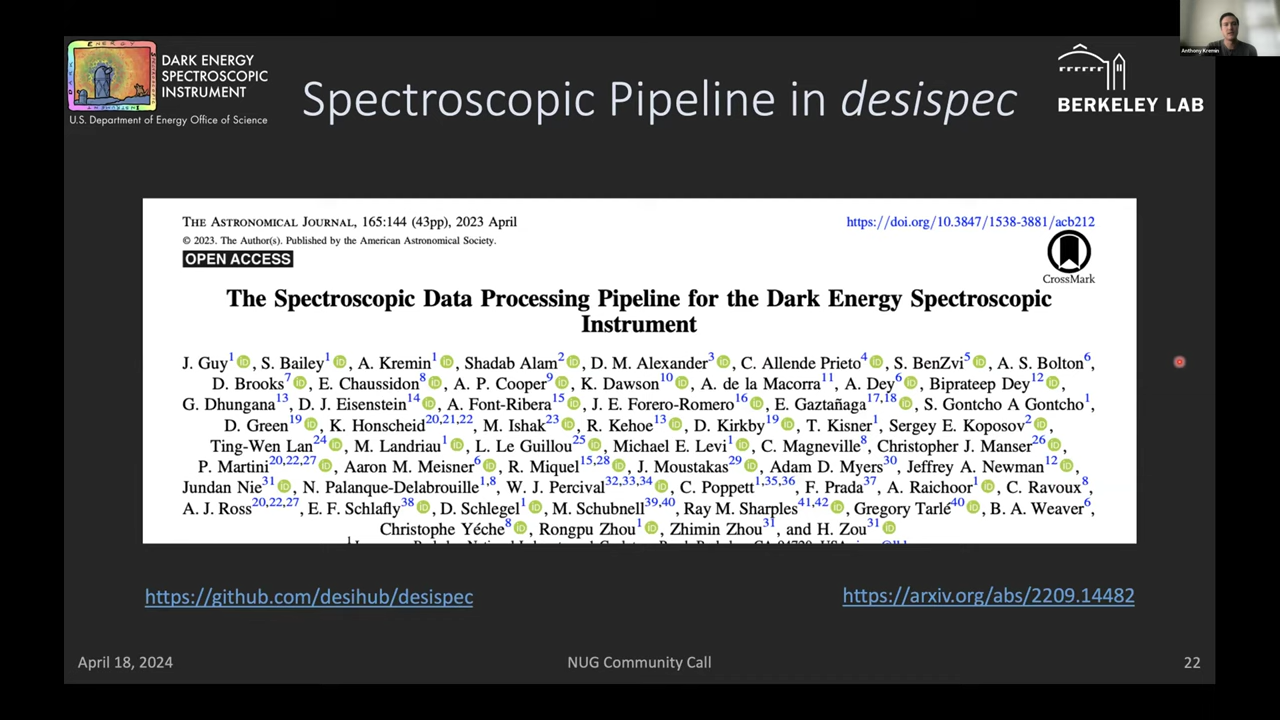 DARK ENERGY
SPECTROSCOPIC
INSTRUMENT
U.S. Department of Energy Office of Science
Spectroscopic Pipeline in desispec
BERKELEY LAB
Anthony Kremin
THE ASTRONOMICAL JOURNAL, 165:144 (43pp), 2023 April
https://doi.org/10.3847/1538-3881/acb212
© 2023. The Author(s). Published by the American Astronomical Society.
OPEN ACCESS
CrossMark
The Spectroscopic Data Processing Pipeline for the Dark Energy Spectroscopic
Instrument
J. Guy1, S. Bailey1, A. Kremin1, Shadab Alam2, D. M. Alexander3, C. Allende Prieto4, S. BenZvi5, A. S. Bolton6,
D. Brooks7, E. Chaussidon8, A. P. Cooper9, K. Dawson10, A. de la Macorra11, A. Dey6, Biprateep Dey12,
G. Dhungana13, D. J. Eisenstein14, A. Font-Ribera15, J. E. Forero-Romero16, E. Gaztañaga17,18, S. Gontcho A Gontcho1,
D. Green19, K. Honscheid20,21,22, M. Ishak23, R. Kehoe13, D. Kirkby19, T. Kisner1, Sergey E. Koposov2,
Ting-Wen Lan24, M. Landriau1, L. Le Guillou25, Michael E. Levi1, C. Magneville8, Christopher J. Manser26,
P. Martini20,22,27, Aaron M. Meisner6, R. Miquel15,28, J. Moustakas29, Adam D. Myers30, Jeffrey A. Newman12,
Jundan Nie31, N. Palanque-Delabrouille1,8, W. J. Percival32,33,34, C. Poppett1,35,36, F. Prada37, A. Raichoor1, C. Ravoux8,
A. J. Ross20,22,27, E. F. Schlafly38, D. Schlegel1, M. Schubnell39,40, Ray M. Sharples41,42, Gregory Tarlé40, B. A. Weaver6,
Christophe Yéche8, Rongpu Zhou1, Zhimin Zhou31, and H. Zou31
https://github.com/desihub/desispec
https://arxiv.org/abs/2209.14482
April 18, 2024
NUG Community Call
22